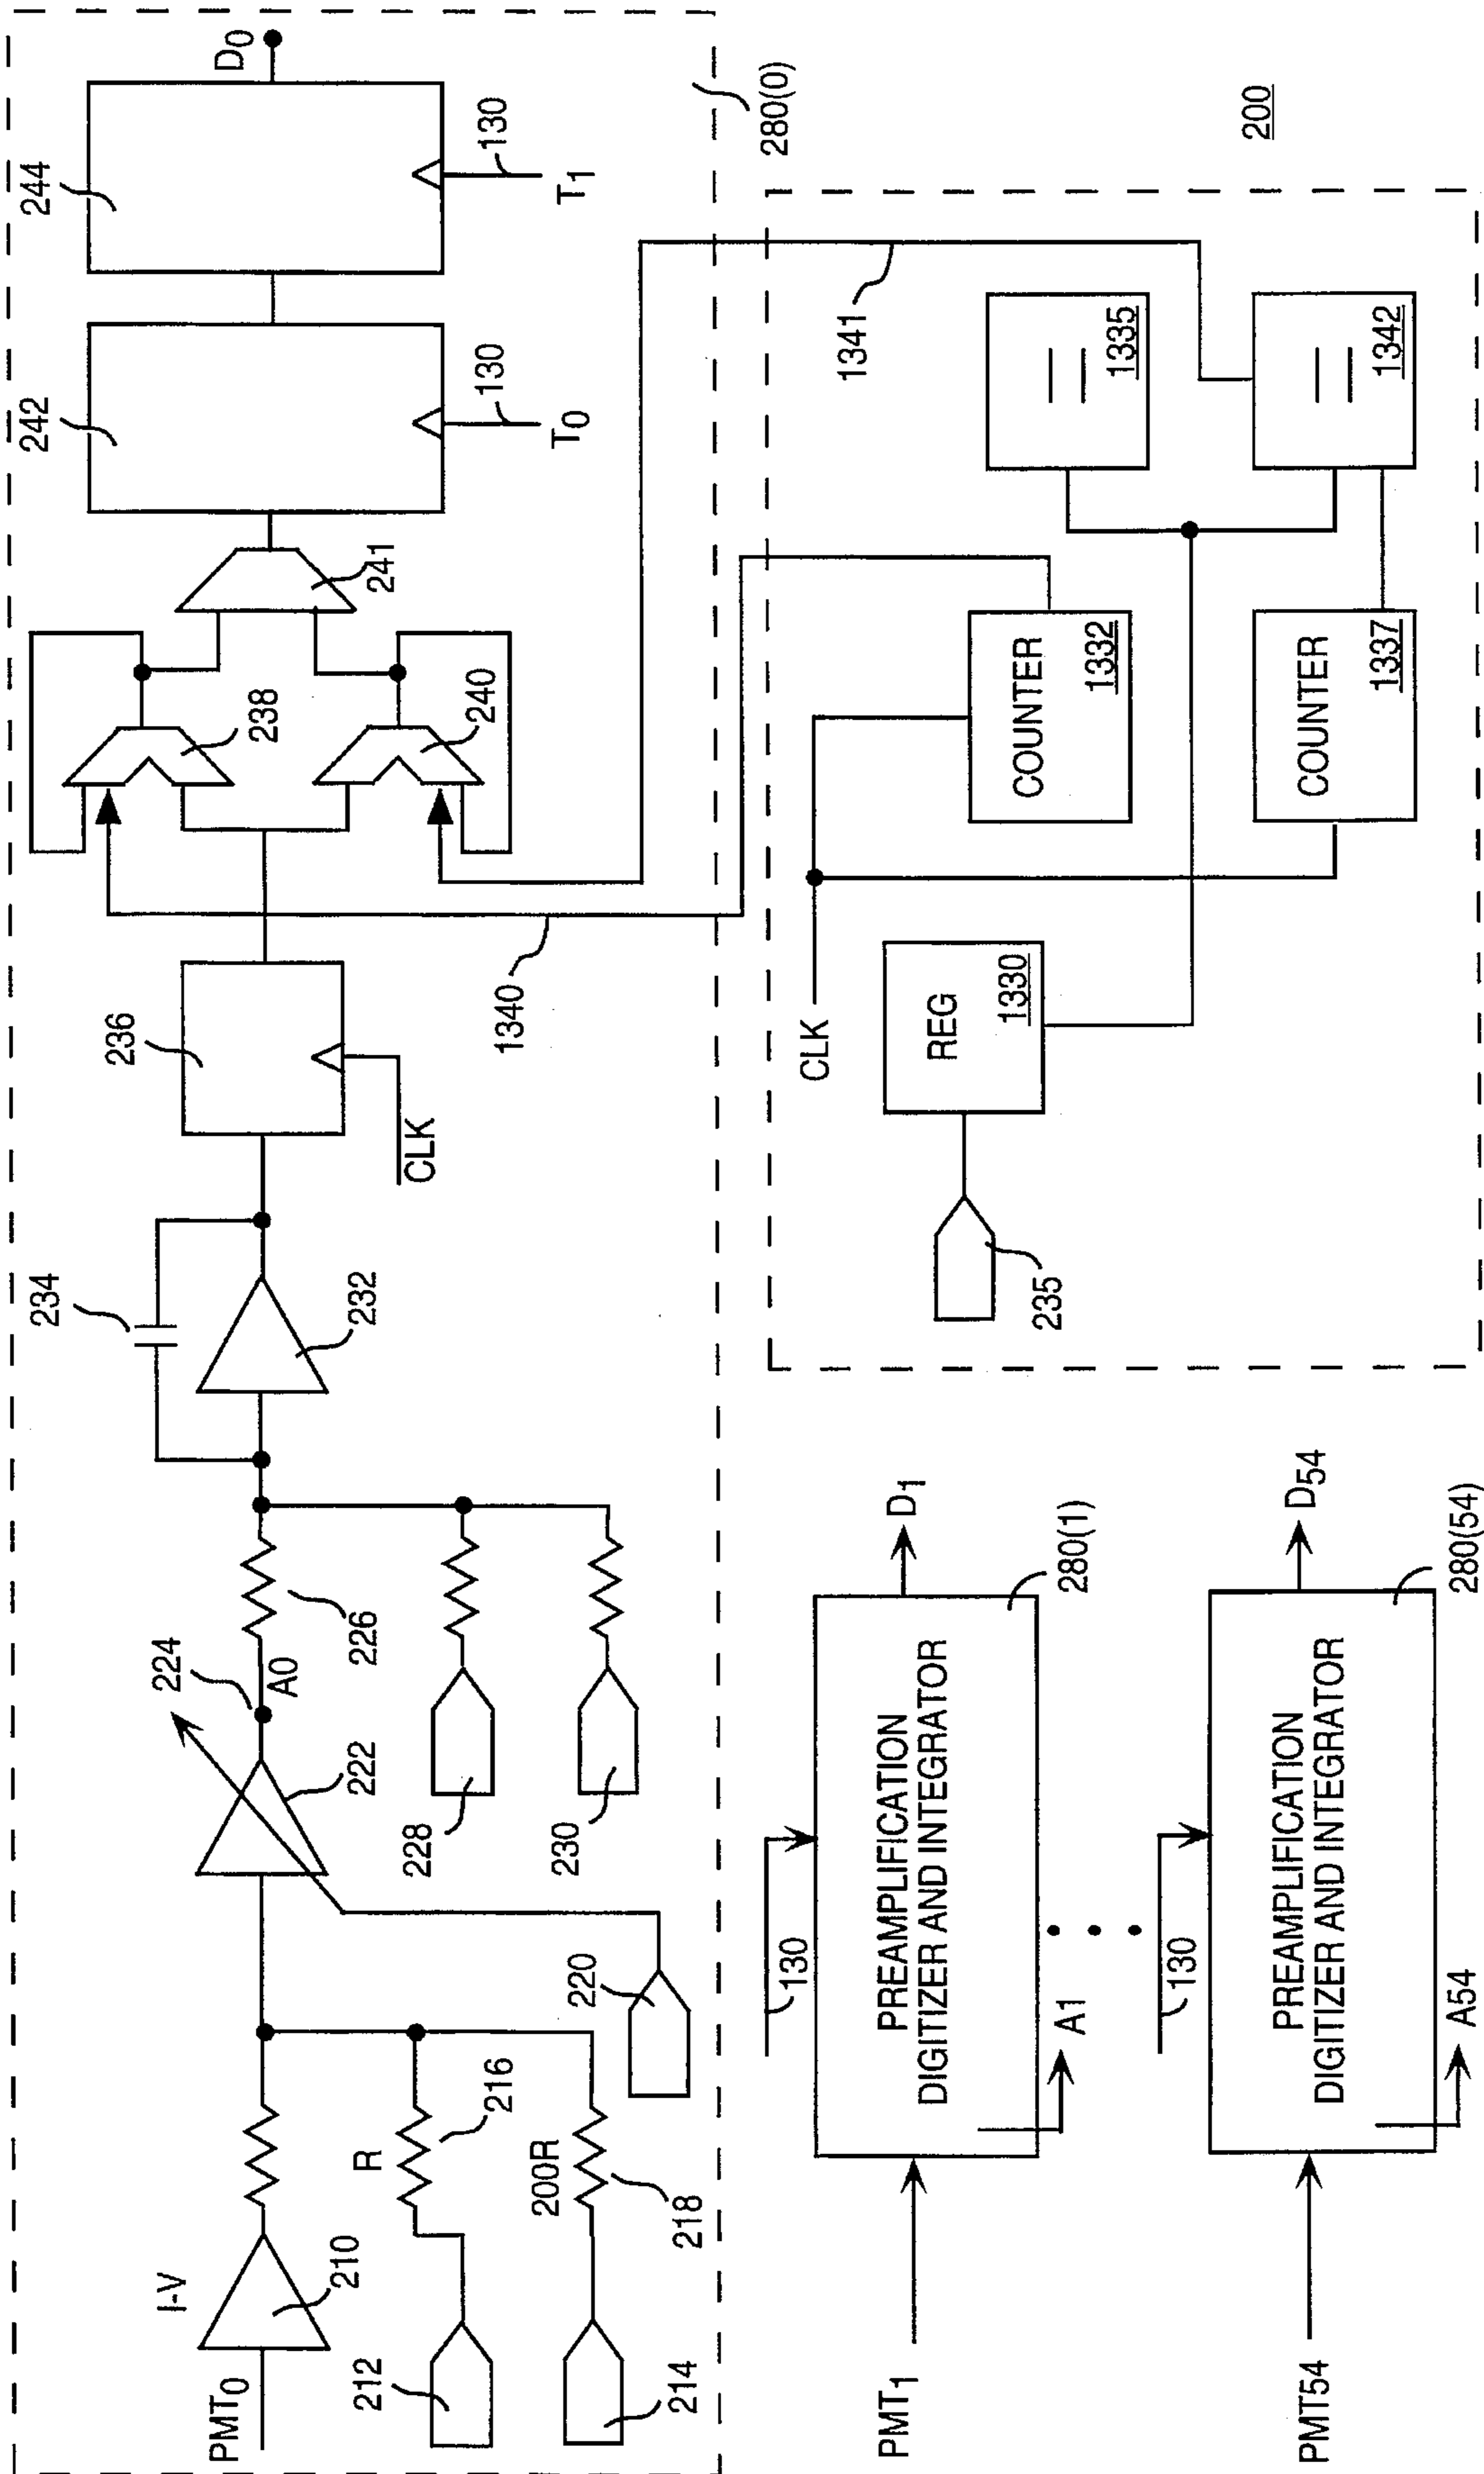 PMT0
I-V
210
212
214
R
216
200R
218
220
222
224
A0
226
228
230
232
234
236
CLK
1340
238
240
241
242
130
T0
244
130
T1
D0
280(0)
200
235
REG
1330
CLK
COUNTER
1332
COUNTER
1337
=
1335
=
1342
1341
PMT1
130
PREAMPLIFICATION
DIGITIZER AND INTEGRATOR
A1
D1
280(1)
PMT54
130
PREAMPLIFICATION
DIGITIZER AND INTEGRATOR
A54
D54
280(54)